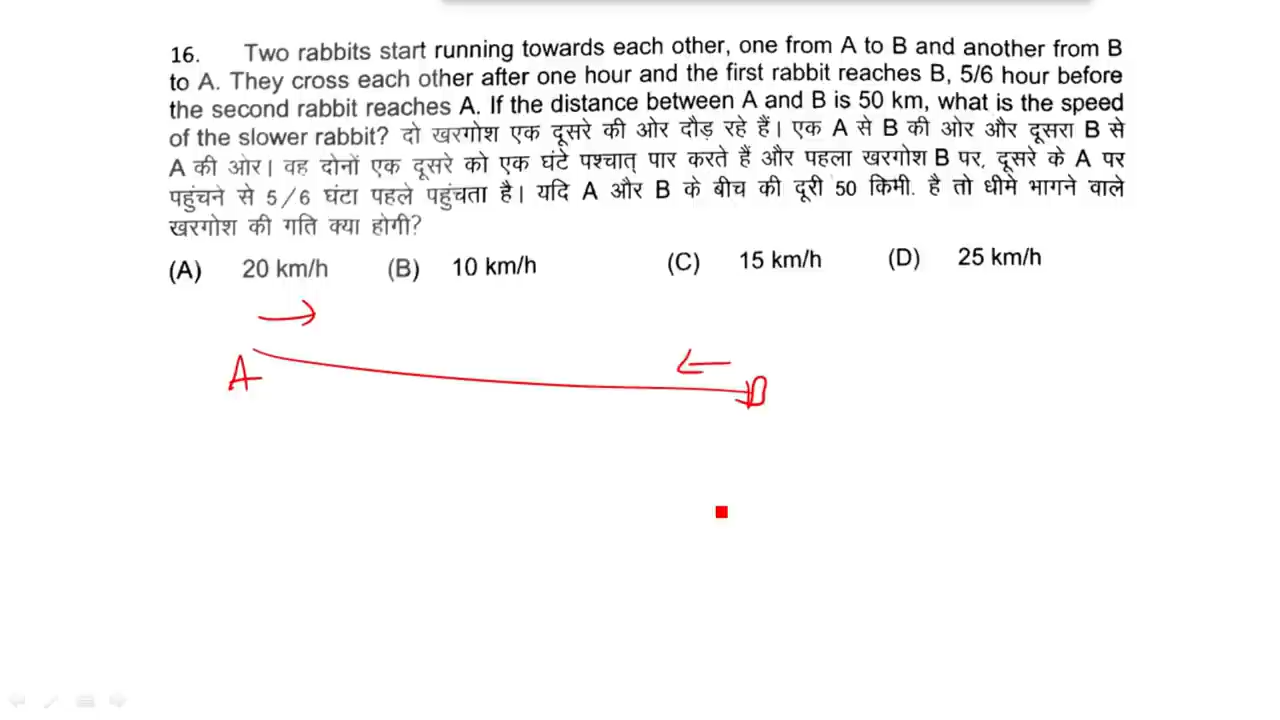 16. Two rabbits start running towards each other, one from A to B and another from B
to A. They cross each other after one hour and the first rabbit reaches B, 5/6 hour before
the second rabbit reaches A. If the distance between A and B is 50 km, what is the speed
of the slower rabbit? दो खरगोश एक दूसरे की ओर दौड़ रहे हैं। एक A से B की ओर और दूसरा B से
A की ओर। वह दोनों एक दूसरे को एक घंटे पश्चात् पार करते हैं और पहला खरगोश B पर, दूसरे के A पर
पहुंचने से 5/6 घंटा पहले पहुंचता है। यदि A और B के बीच की दूरी 50 किमी. है तो धीमे भागने वाले
खरगोश की गति क्या होगी?
(A) 20 km/h (B) 10 km/h (C) 15 km/h (D) 25 km/h
A B